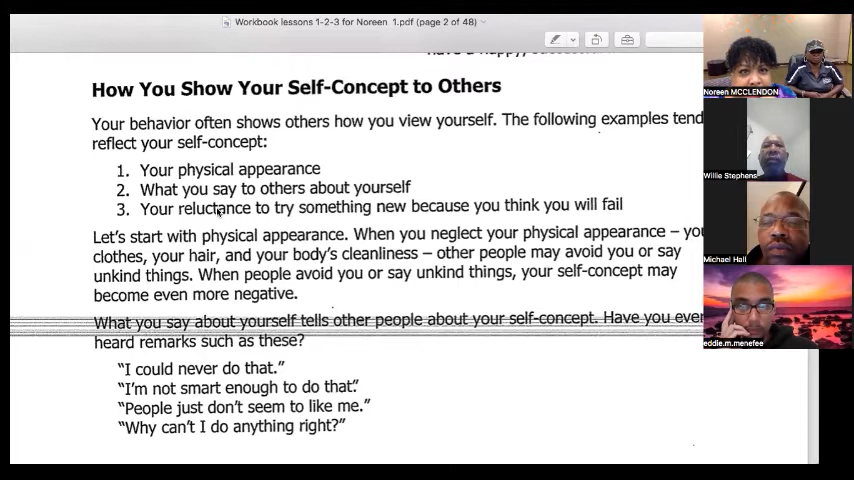 Workbook lessons 1-2-3 for Noreen 1.pdf (page 2 of 48)
How You Show Your Self-Concept to Others
Your behavior often shows others how you view yourself. The following examples tend
reflect your self-concept:
1. Your physical appearance
2. What you say to others about yourself
3. Your reluctance to try something new because you think you will fail
Let's start with physical appearance. When you neglect your physical appearance – you
clothes, your hair, and your body's cleanliness – other people may avoid you or say
unkind things. When people avoid you or say unkind things, your self-concept may
become even more negative.
What you say about yourself tells other people about your self-concept. Have you ever
heard remarks such as these?
"I could never do that."
"I'm not smart enough to do that."
"People just don't seem to like me."
"Why can't I do anything right?"
Noreen MCCLENDON
Willie Stephens
Michael Hall
eddie.m.menefee